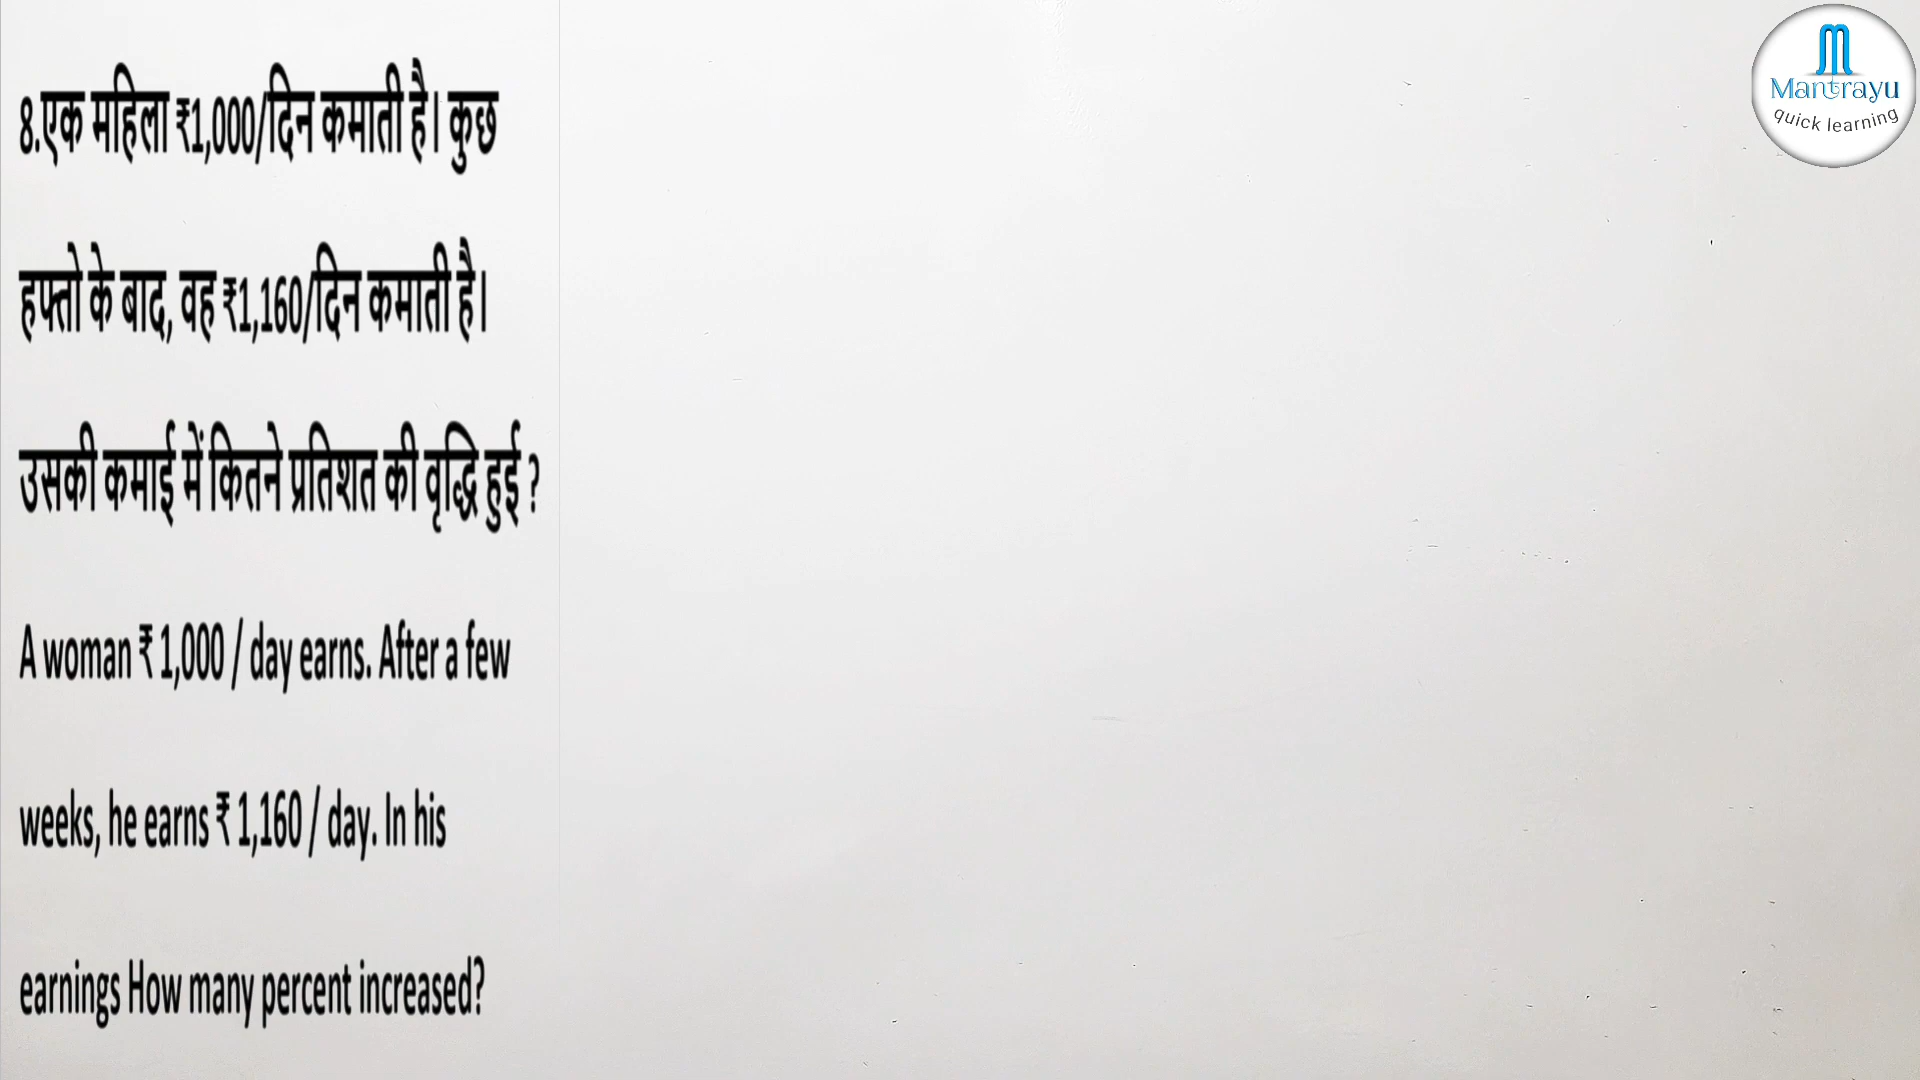 8.एक महिला ₹1,000/दिन कमाती है। कुछ
हफ्तो के बाद, वह ₹1,160/दिन कमाती है।
उसकी कमाई में कितने प्रतिशत की वृद्धि हुई ?
A woman ₹ 1,000 / day earns. After a few
weeks, he earns ₹ 1,160 / day. In his
earnings How many percent increased?
Mantrayu
quick learning